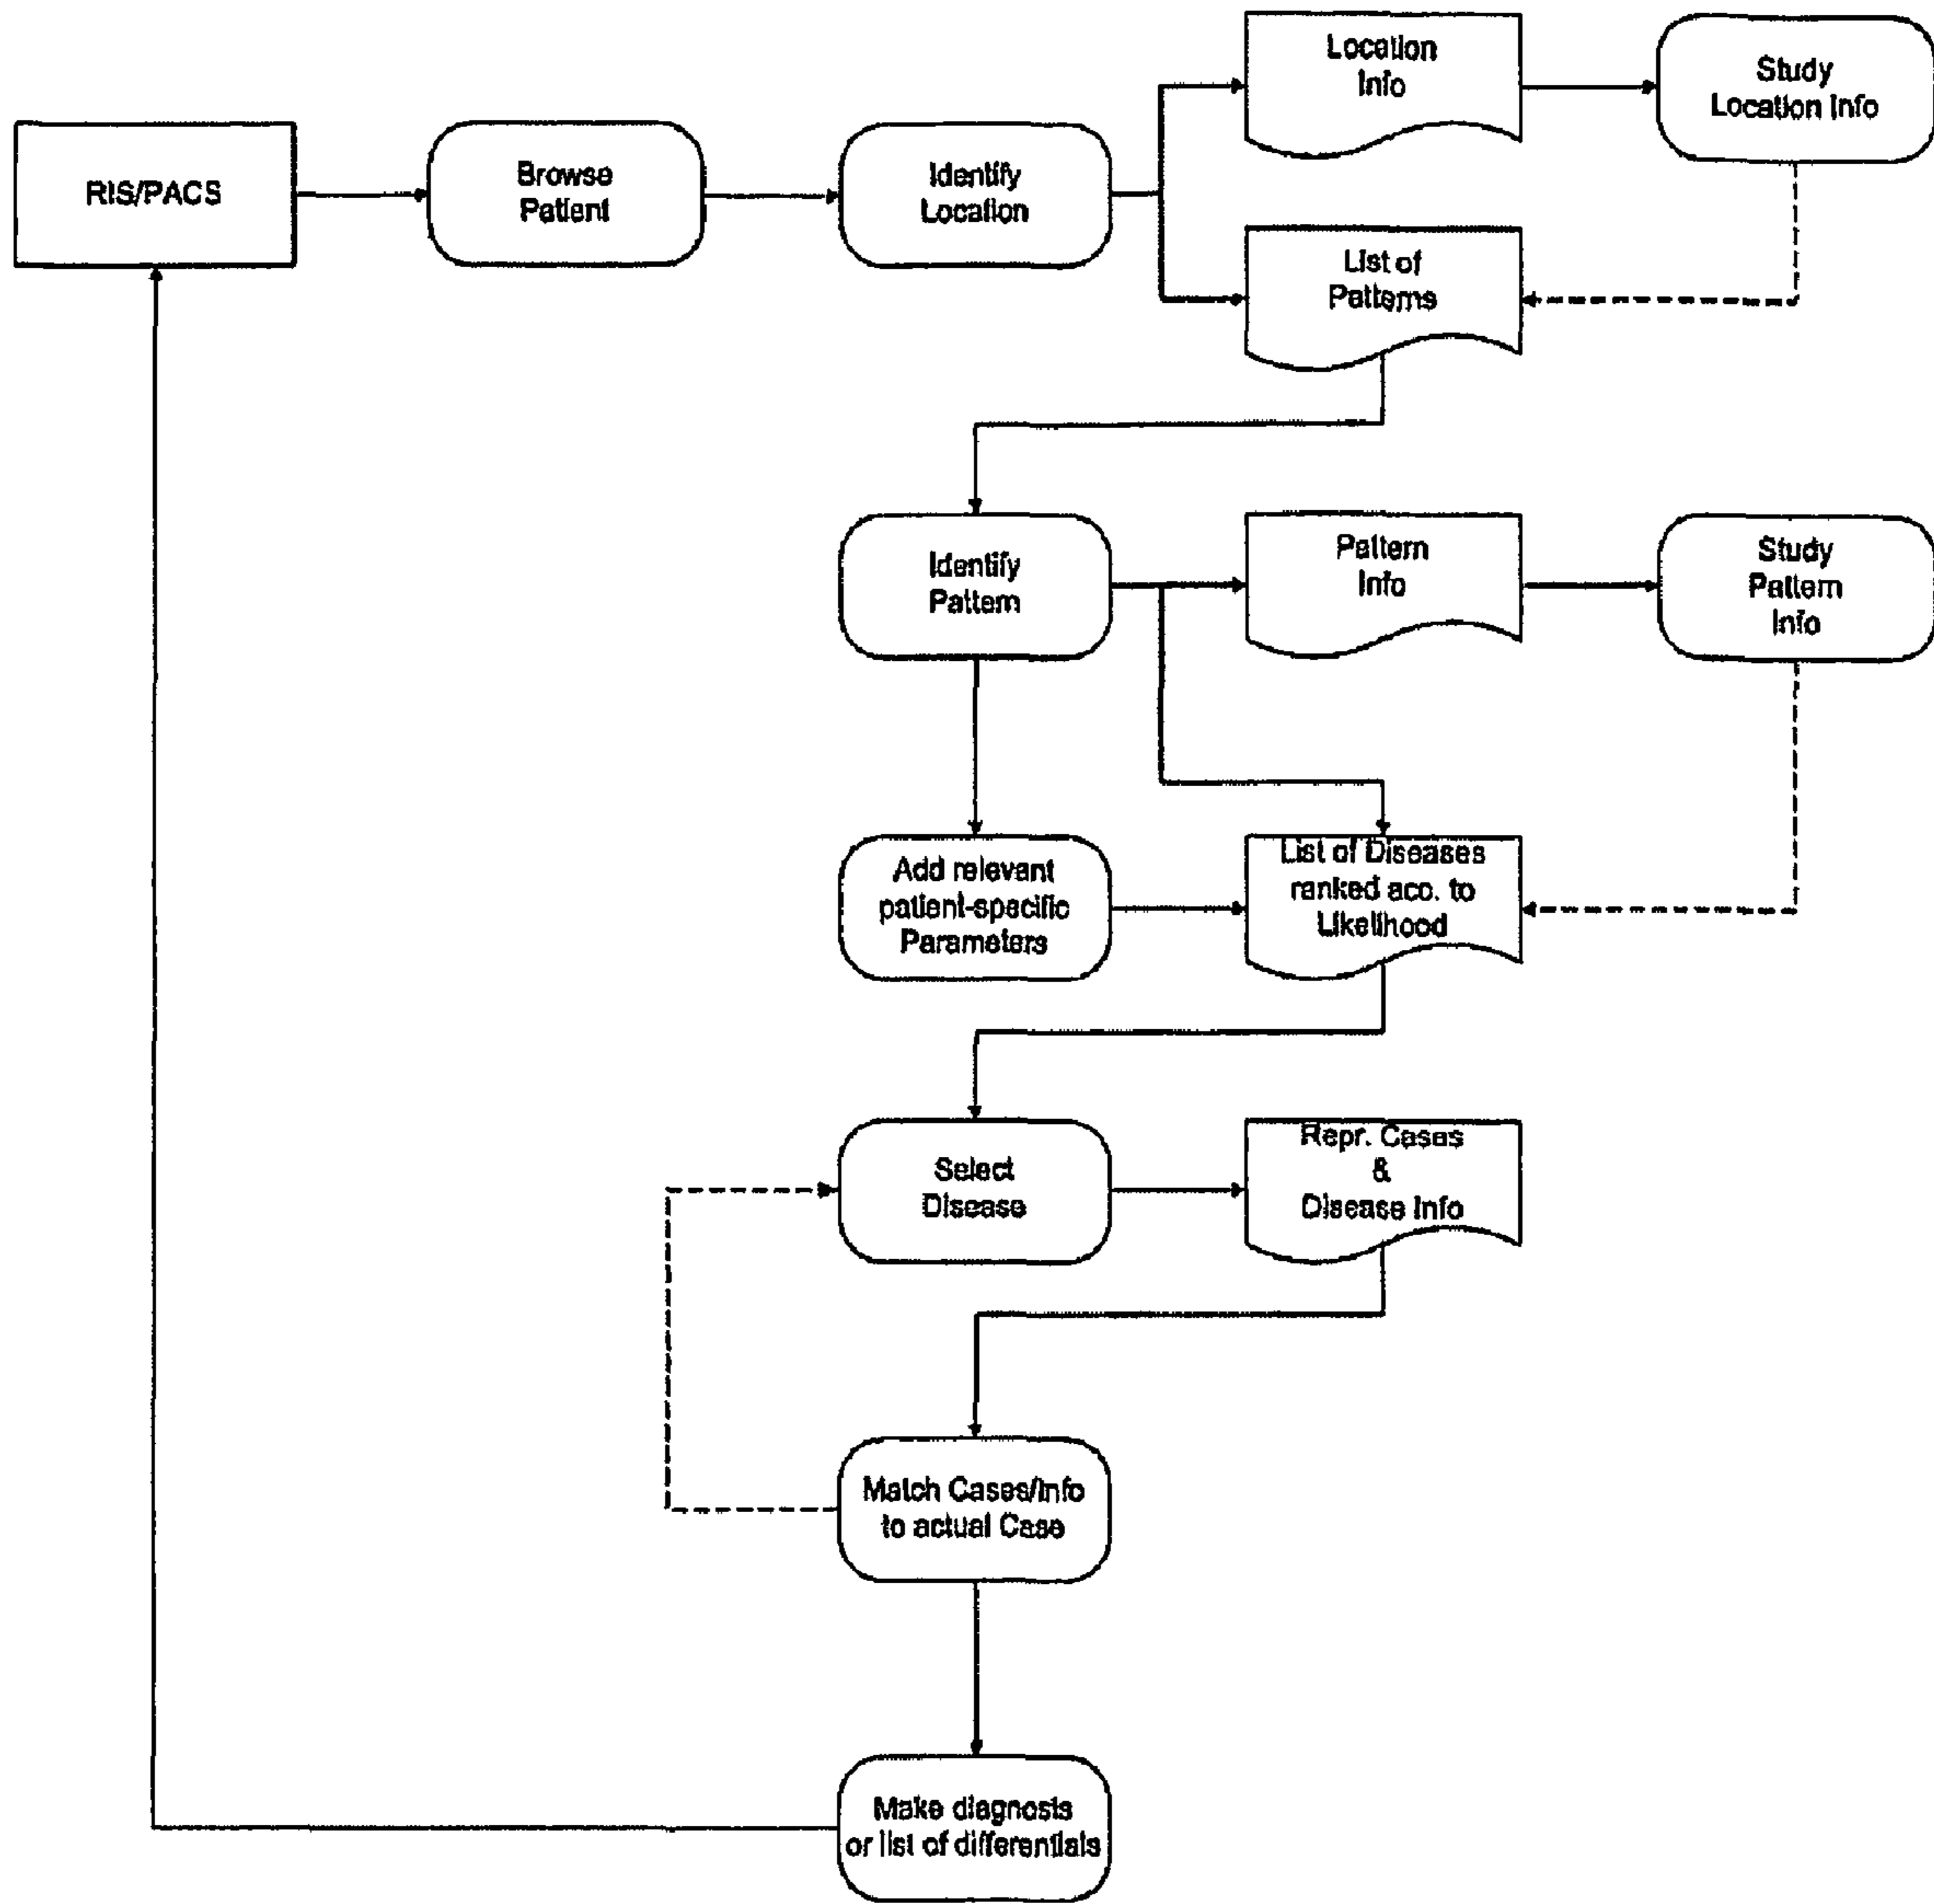 Location
Info
Study
Location Info
RIS/PACS
Browse
Patient
Identify
Location
List of
Patterns
Identify
Pattern
Pattern
Info
Study
Pattern
Info
Add relevant
patient-specific
Parameters
List of Diseases
ranked acc. to
Likelihood
Select
Disease
Repr. Cases
&
Disease Info
Match Cases/Info
to actual Case
Make diagnosis
or list of differentials